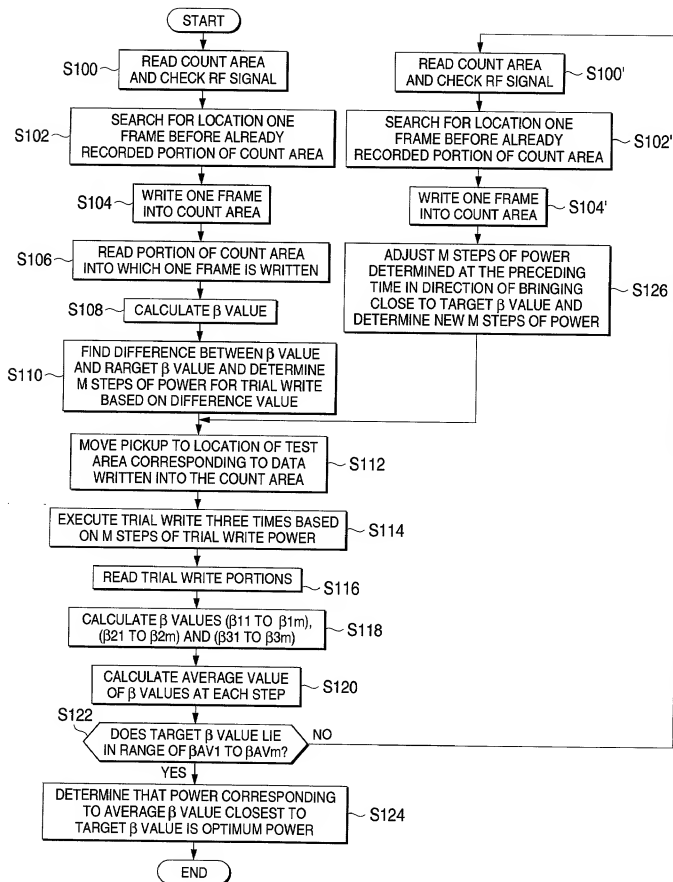 START
S100
READ COUNT AREA
AND CHECK RF SIGNAL
S102
SEARCH FOR LOCATION ONE
FRAME BEFORE ALREADY
RECORDED PORTION OF COUNT AREA
S104
WRITE ONE FRAME
INTO COUNT AREA
S106
READ PORTION OF COUNT AREA
INTO WHICH ONE FRAME IS WRITTEN
S108
CALCULATE β VALUE
S110
FIND DIFFERENCE BETWEEN β VALUE
AND RARGET β VALUE AND DETERMINE
M STEPS OF POWER FOR TRIAL WRITE
BASED ON DIFFERENCE VALUE
READ COUNT AREA
AND CHECK RF SIGNAL
S100'
SEARCH FOR LOCATION ONE
FRAME BEFORE ALREADY
RECORDED PORTION OF COUNT AREA
S102'
WRITE ONE FRAME
INTO COUNT AREA
S104'
ADJUST M STEPS OF POWER
DETERMINED AT THE PRECEDING
TIME IN DIRECTION OF BRINGING
CLOSE TO TARGET β VALUE AND
DETERMINE NEW M STEPS OF POWER
S126
MOVE PICKUP TO LOCATION OF TEST
AREA CORRESPONDING TO DATA
WRITTEN INTO THE COUNT AREA
S112
EXECUTE TRIAL WRITE THREE TIMES BASED
ON M STEPS OF TRIAL WRITE POWER
S114
READ TRIAL WRITE PORTIONS
S116
CALCULATE β VALUES (β11 TO β1m),
(β21 TO β2m) AND (β31 TO β3m)
S118
CALCULATE AVERAGE VALUE
OF β VALUES AT EACH STEP
S120
S122
DOES TARGET β VALUE LIE
IN RANGE OF βAV1 TO βAVm?
NO
YES
DETERMINE THAT POWER CORRESPONDING
TO AVERAGE β VALUE CLOSEST TO
TARGET β VALUE IS OPTIMUM POWER
S124
END